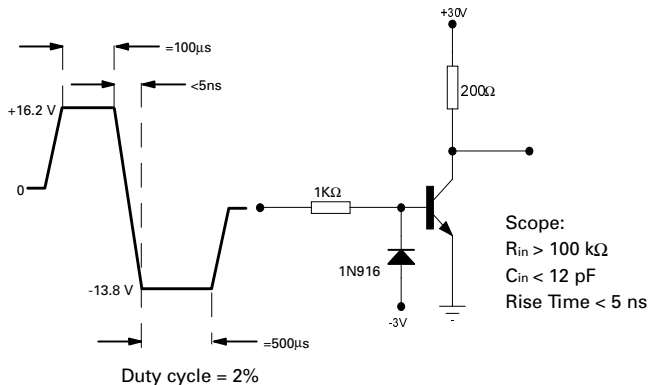 +30V
=100µs
<5ns
200Ω
+16.2 V
0
1KΩ
1N916
-3V
Scope:
Rin > 100 kΩ
Cin < 12 pF
Rise Time < 5 ns
-13.8 V
=500µs
Duty cycle = 2%